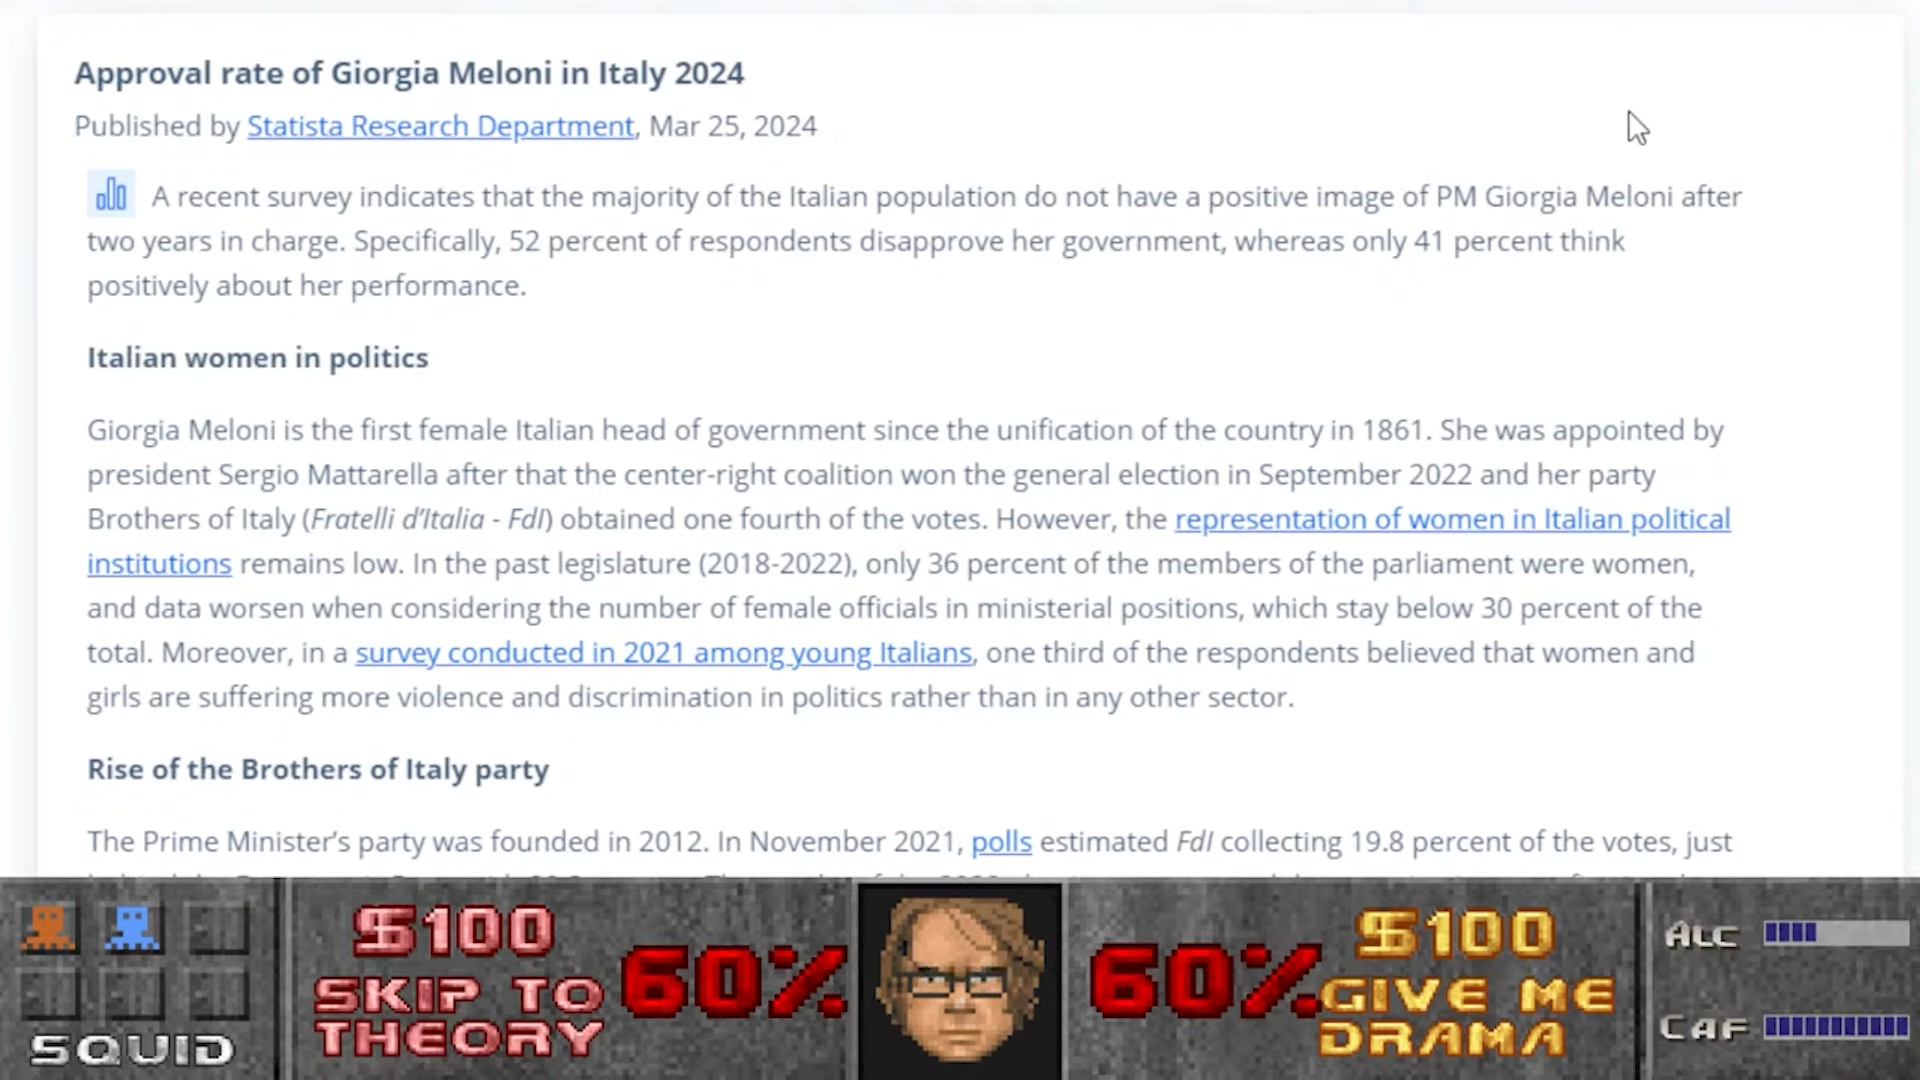 Approval rate of Giorgia Meloni in Italy 2024
Published by Statista Research Department, Mar 25, 2024
A recent survey indicates that the majority of the Italian population do not have a positive image of PM Giorgia Meloni after
two years in charge. Specifically, 52 percent of respondents disapprove her government, whereas only 41 percent think
positively about her performance.
Italian women in politics
Giorgia Meloni is the first female Italian head of government since the unification of the country in 1861. She was appointed by
president Sergio Mattarella after that the center-right coalition won the general election in September 2022 and her party
Brothers of Italy (Fratelli d'Italia - FdI) obtained one fourth of the votes. However, the representation of women in Italian political
institutions remains low. In the past legislature (2018-2022), only 36 percent of the members of the parliament were women,
and data worsen when considering the number of female officials in ministerial positions, which stay below 30 percent of the
total. Moreover, in a survey conducted in 2021 among young Italians, one third of the respondents believed that women and
girls are suffering more violence and discrimination in politics rather than in any other sector.
Rise of the Brothers of Italy party
The Prime Minister's party was founded in 2012. In November 2021, polls estimated FdI collecting 19.8 percent of the votes, just
SQUID
$100
SKIP TO
THEORY
60%
60%
$100
GIVE ME
DRAMA
ALC
CAF